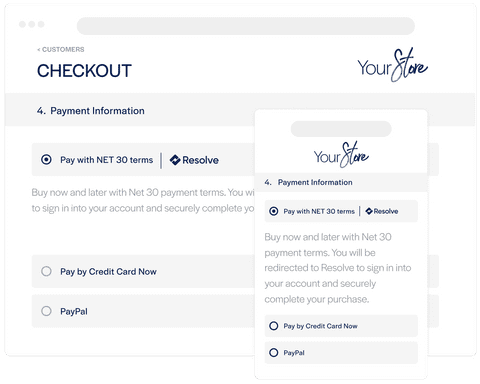 < CUSTOMERS
CHECKOUT
YourStore
4. Payment Information
Pay with NET 30 terms | Resolve
Buy now and later with Net 30 payment terms. You wi
to sign in into your account and securely complete yo
Pay by Credit Card Now
PayPal
YourStore
4. Payment Information
Pay with NET 30 terms | Resolve
Buy now and later with Net 30
payment terms. You will be
redirected to Resolve to sign in into
your account and securely
complete your purchase.
Pay by Credit Card Now
PayPal